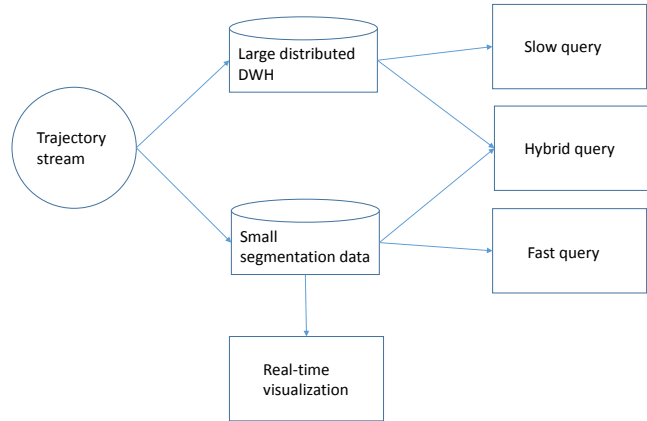 Trajectory
stream
Large distributed
DWH
Small
segmentation data
Real-time
visualization
Slow query
Hybrid query
Fast query